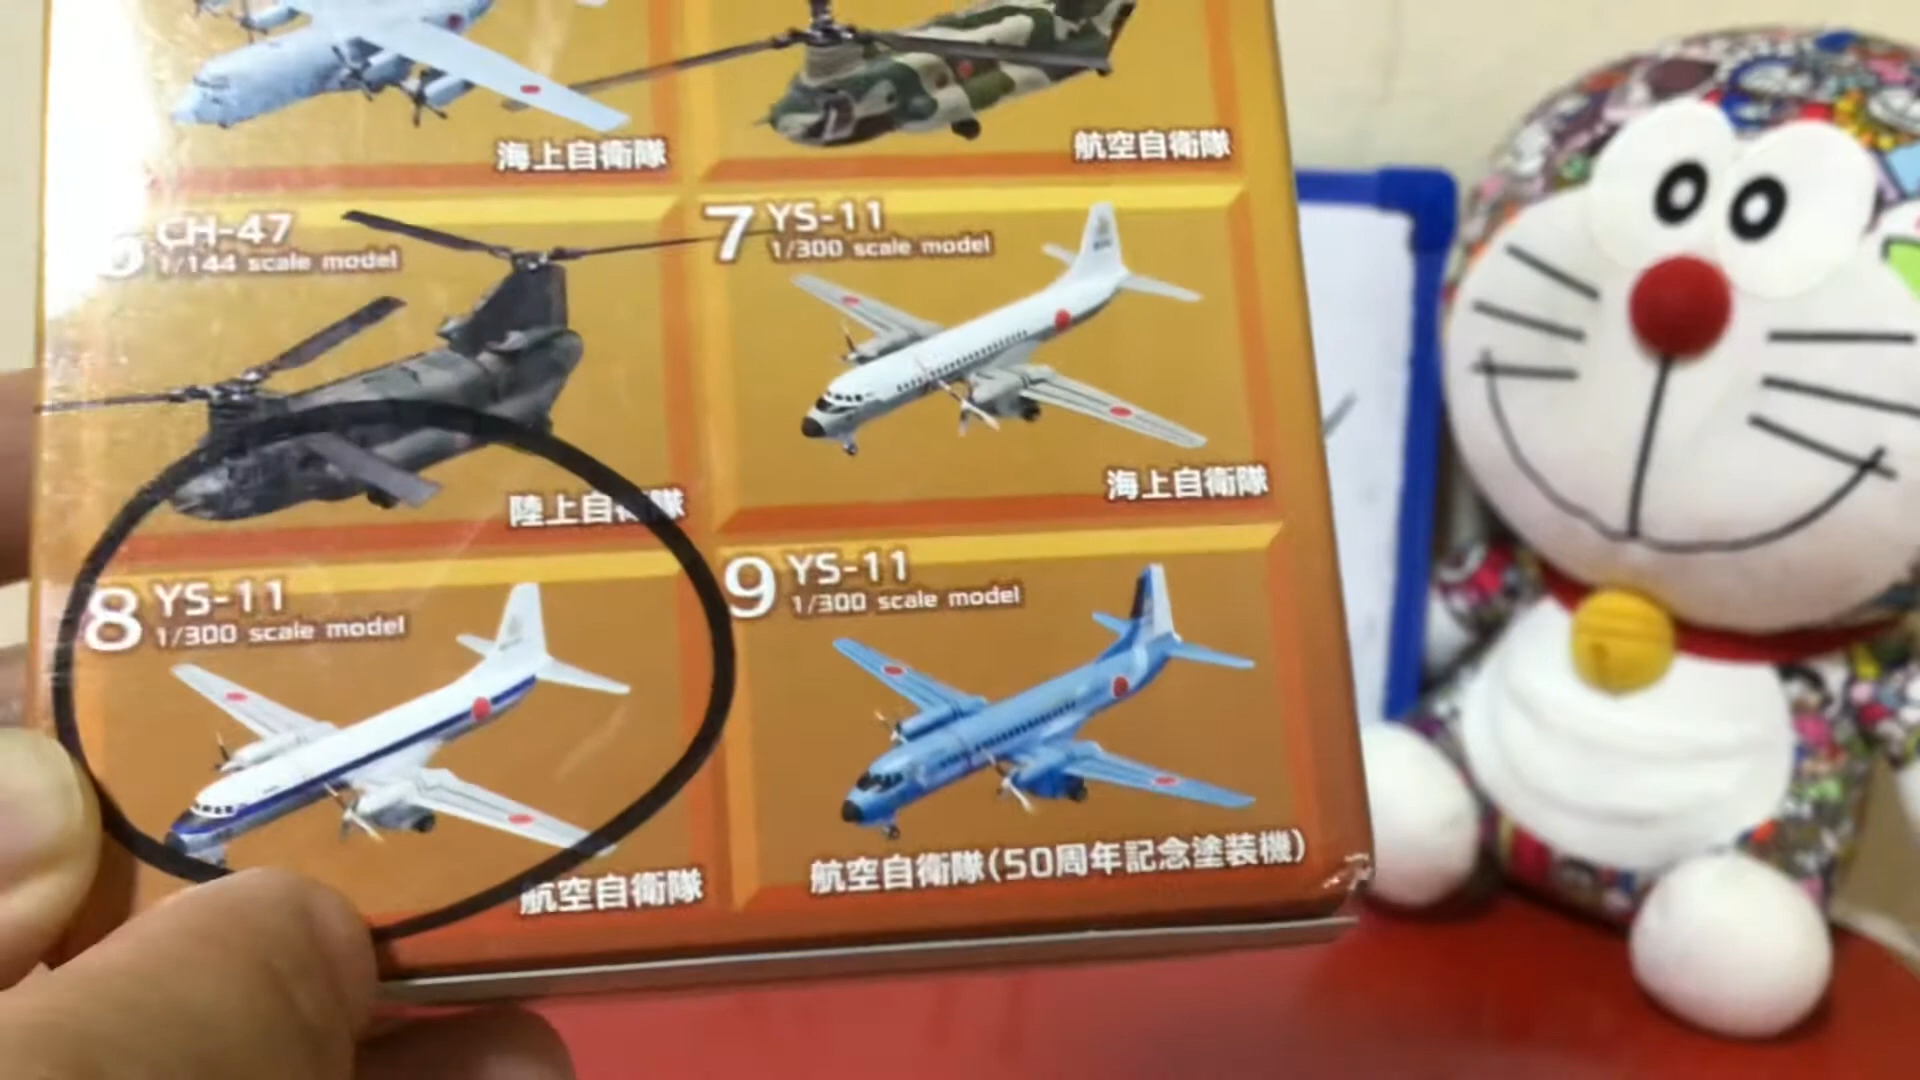 海上自衛隊
航空自衛隊
CH-47
1/144 scale model
陸上自衛隊
7 YS-11
1/300 scale model
海上自衛隊
8 YS-11
1/300 scale model
航空自衛隊
9 YS-11
1/300 scale model
航空自衛隊(50周年記念塗装機)